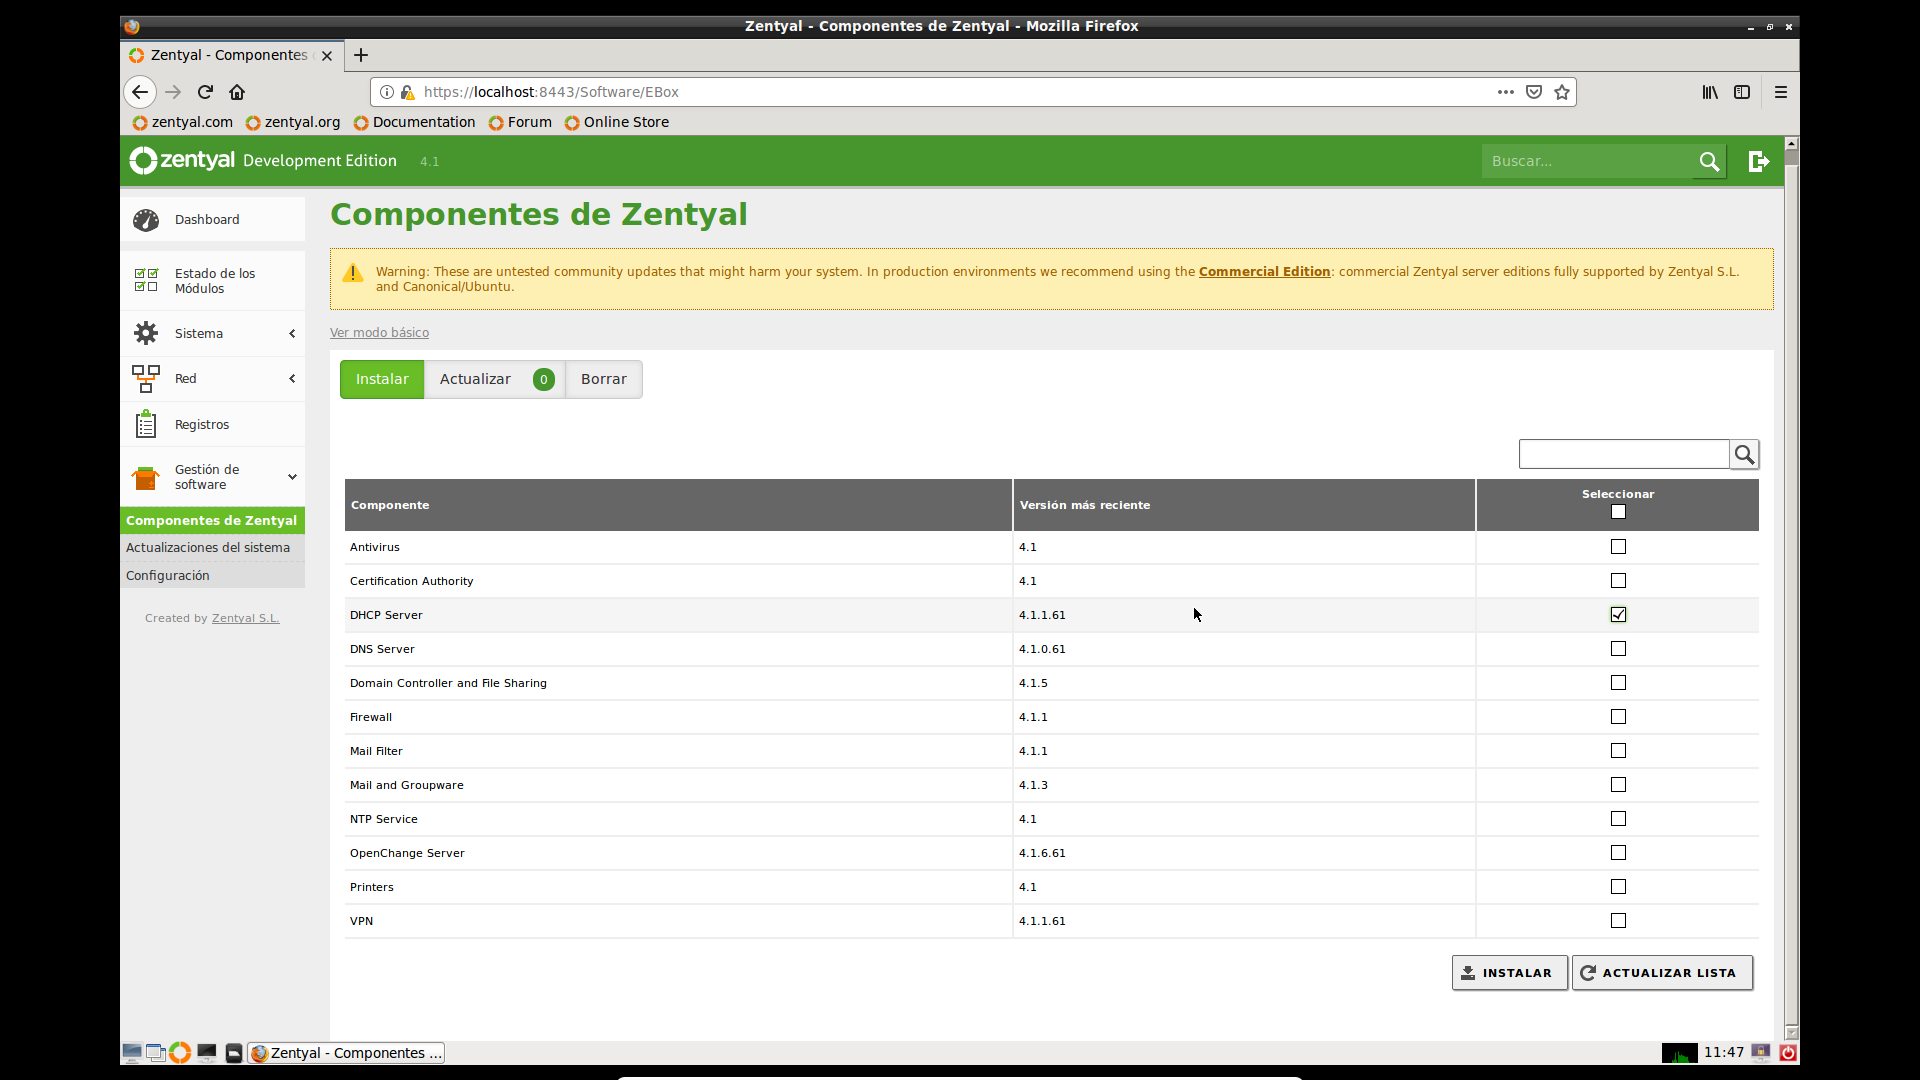 Zentyal - Componentes de Zentyal - Mozilla Firefox
Zentyal - Componentes
https://localhost:8443/Software/EBox
zentyal.com zentyal.org Documentation Forum Online Store
zentyal Development Edition 4.1 Buscar...
Dashboard
Estado de los
Módulos
Sistema
Red
Registros
Gestión de
software
Componentes de Zentyal
Actualizaciones del sistema
Configuración
Created by Zentyal S.L.
Componentes de Zentyal
Warning: These are untested community updates that might harm your system. In production environments we recommend using the Commercial Edition: commercial Zentyal server editions fully supported by Zentyal S.L.
and Canonical/Ubuntu.
Ver modo básico
Instalar Actualizar 0 Borrar
Componente Versión más reciente Seleccionar
Antivirus 4.1
Certification Authority 4.1
DHCP Server 4.1.1.61
DNS Server 4.1.0.61
Domain Controller and File Sharing 4.1.5
Firewall 4.1.1
Mail Filter 4.1.1
Mail and Groupware 4.1.3
NTP Service 4.1
OpenChange Server 4.1.6.61
Printers 4.1
VPN 4.1.1.61
INSTALAR ACTUALIZAR LISTA
Zentyal - Componentes ... 11:47